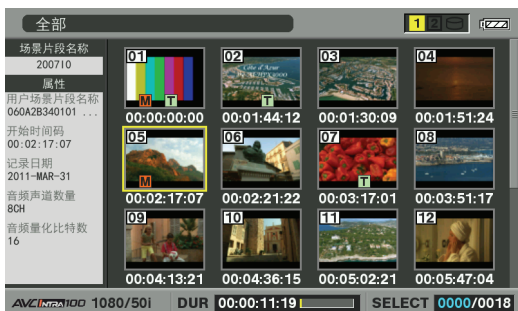 全部
1 2
场景片段名称
2007IO
属性
用户场景片段名称
060A2B340101 ...
开始时间码
00:02:17:07
记录日期
2011-MAR-31
音频声道数量
8CH
音频量化比特数
16
01 02 03 04
M T T
00:00:00:00 00:01:44:12 00:01:30:09 00:01:51:24
05 06 07 08
M T
00:02:17:07 00:02:21:22 00:03:17:01 00:03:51:17
09 10 11 12
00:04:13:21 00:04:36:15 00:05:02:21 00:05:47:04
AVC INTRA 100 1080/50i DUR 00:00:11:19 SELECT 0000/0018